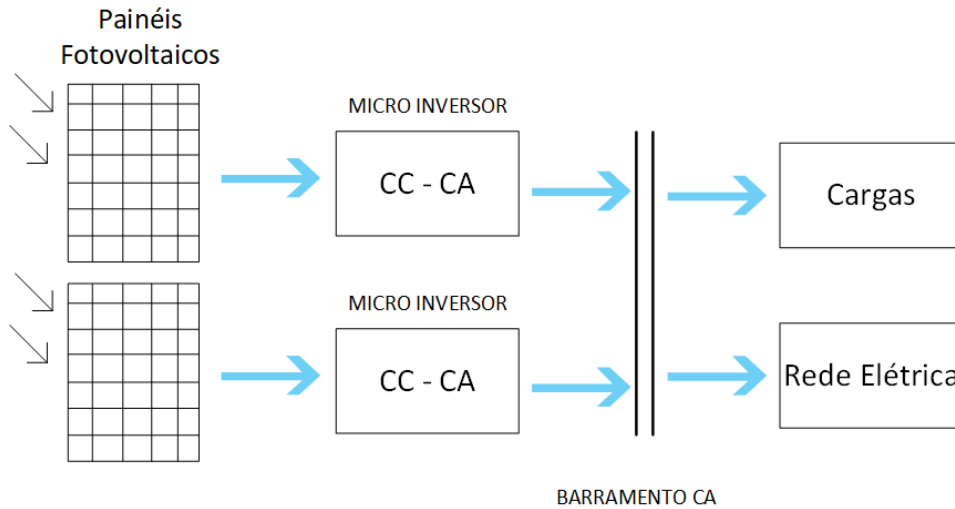 Painéis
Fotovoltaicos
MICRO INVERSOR
CC - CA
Cargas
MICRO INVERSOR
CC - CA
Rede Elétrica
BARRAMENTO CA